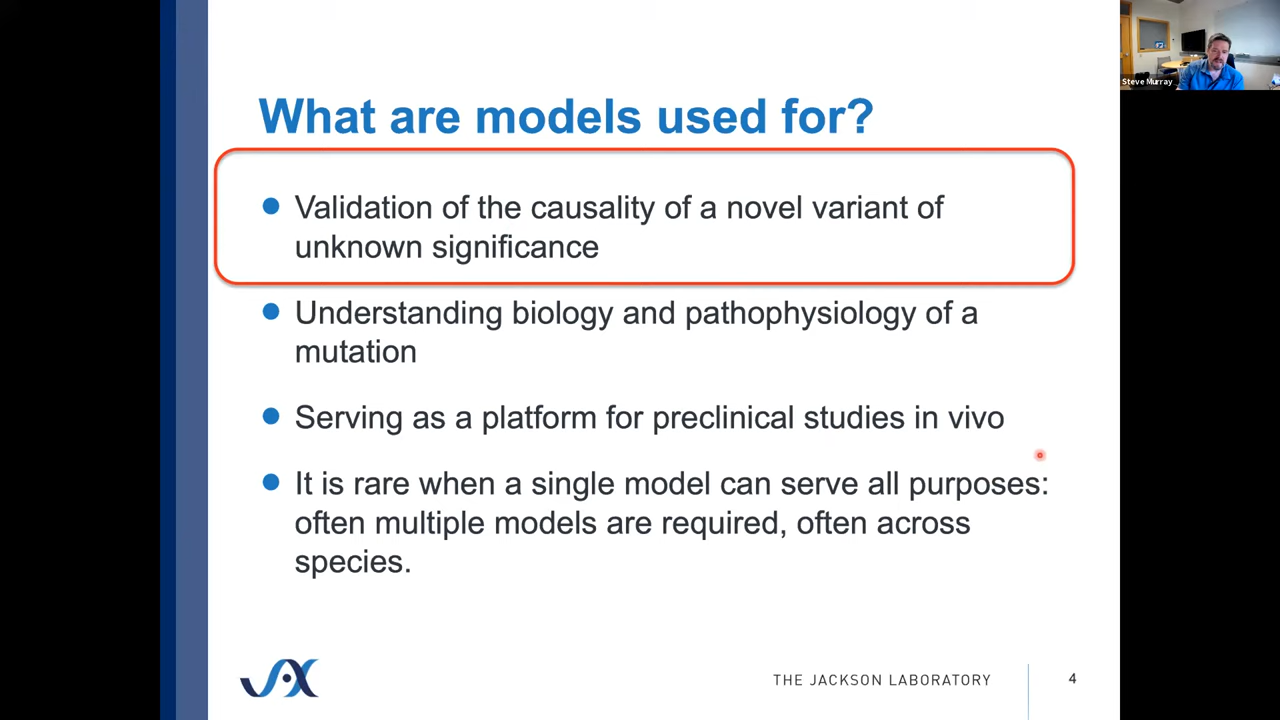 Steve Murray
What are models used for?
Validation of the causality of a novel variant of
unknown significance
Understanding biology and pathophysiology of a
mutation
Serving as a platform for preclinical studies in vivo
It is rare when a single model can serve all purposes:
often multiple models are required, often across
species.
JAX
THE JACKSON LABORATORY
4